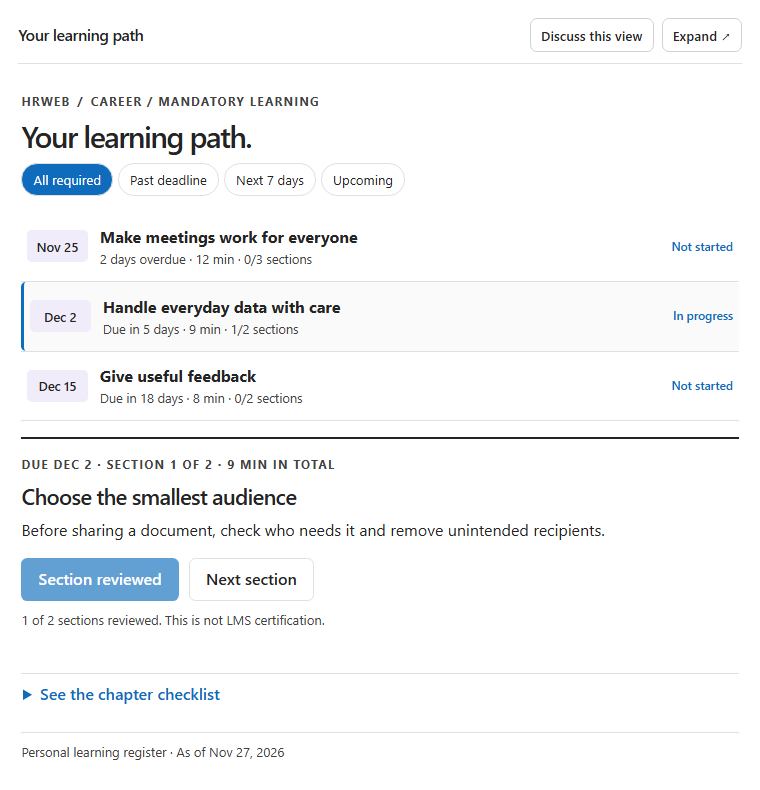 Your learning path
Discuss this view
Expand ↗
HRWEB / CAREER / MANDATORY LEARNING
Your learning path.
All required
Past deadline
Next 7 days
Upcoming
Nov 25
Make meetings work for everyone
2 days overdue · 12 min · 0/3 sections
Not started
Dec 2
Handle everyday data with care
Due in 5 days · 9 min · 1/2 sections
In progress
Dec 15
Give useful feedback
Due in 18 days · 8 min · 0/2 sections
Not started
DUE DEC 2 · SECTION 1 OF 2 · 9 MIN IN TOTAL
Choose the smallest audience
Before sharing a document, check who needs it and remove unintended recipients.
Section reviewed
Next section
1 of 2 sections reviewed. This is not LMS certification.
▶ See the chapter checklist
Personal learning register · As of Nov 27, 2026